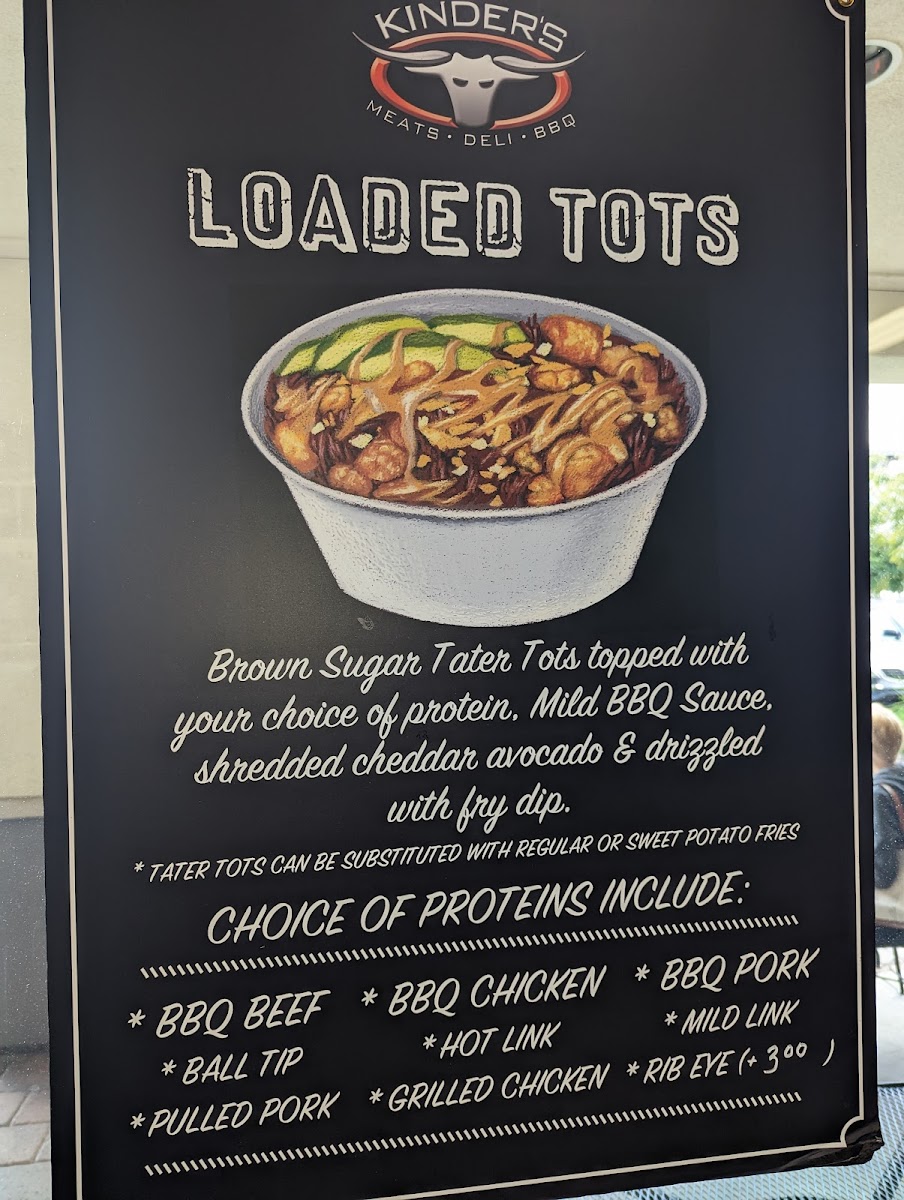 KINDER'S
MEATS · DELI · BBQ
LOADED TOTS
Brown Sugar Tater Tots topped with
your choice of protein, Mild BBQ Sauce,
shredded cheddar avocado & drizzled
with fry dip.
* TATER TOTS CAN BE SUBSTITUTED WITH REGULAR OR SWEET POTATO FRIES
CHOICE OF PROTEINS INCLUDE:
* BBQ BEEF * BBQ CHICKEN * BBQ PORK
* BALL TIP * HOT LINK * MILD LINK
* PULLED PORK * GRILLED CHICKEN * RIB EYE (+ 3⁰⁰ )